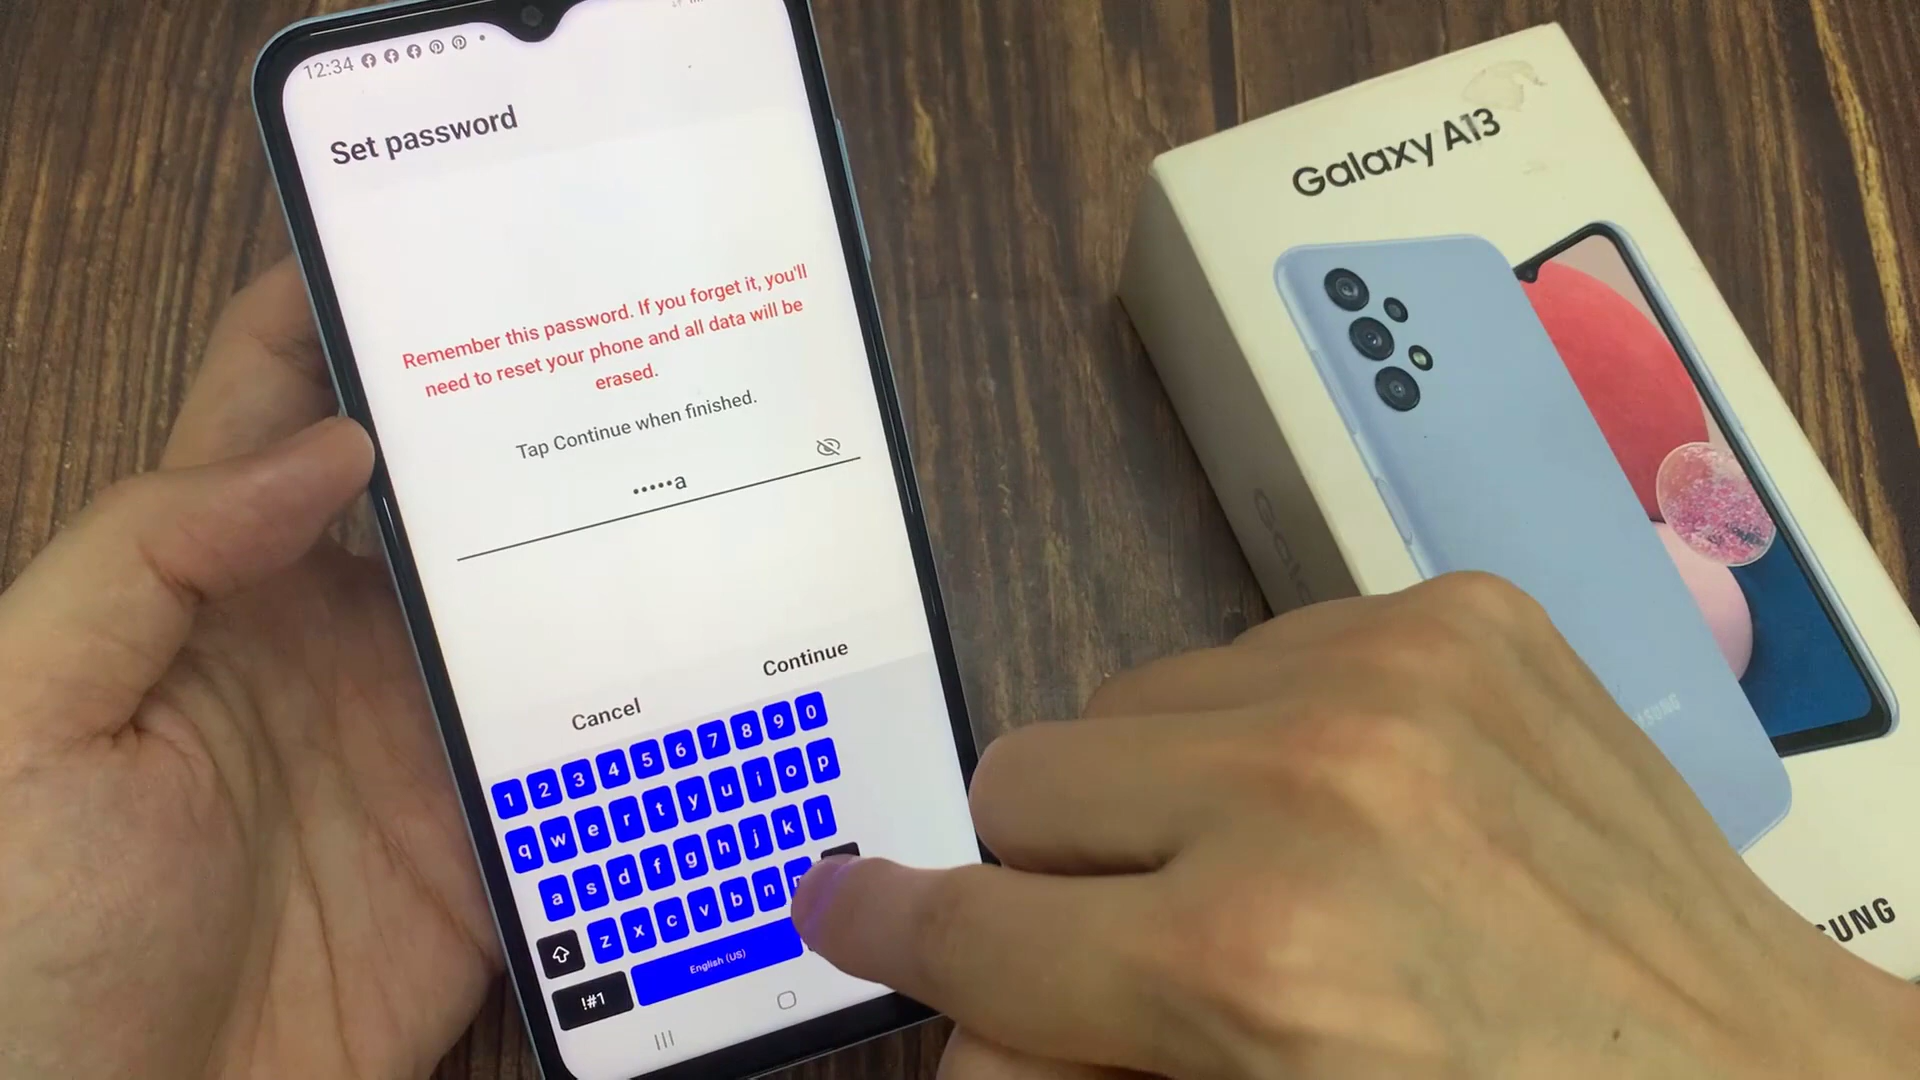 12:34
Set password
Remember this password. If you forget it, you'll
need to reset your phone and all data will be
erased.
Tap Continue when finished.
•••••a
Cancel
Continue
1 2 3 4 5 6 7 8 9 0
q w e r t y u i o p
a s d f g h j k l
z x c v b n
!#1
English (US)
Galaxy A13
SAMSUNG